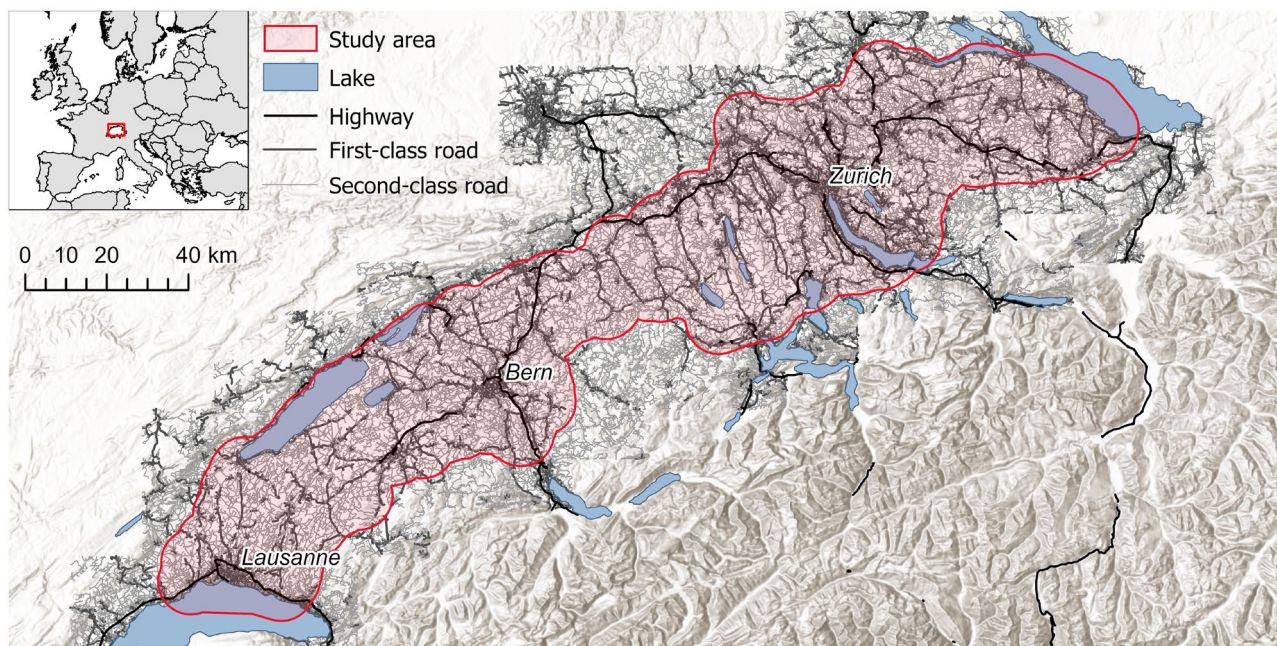 Study area
Lake
Highway
First-class road
Second-class road
0 10 20 40 km
Zurich
Bern
Lausanne